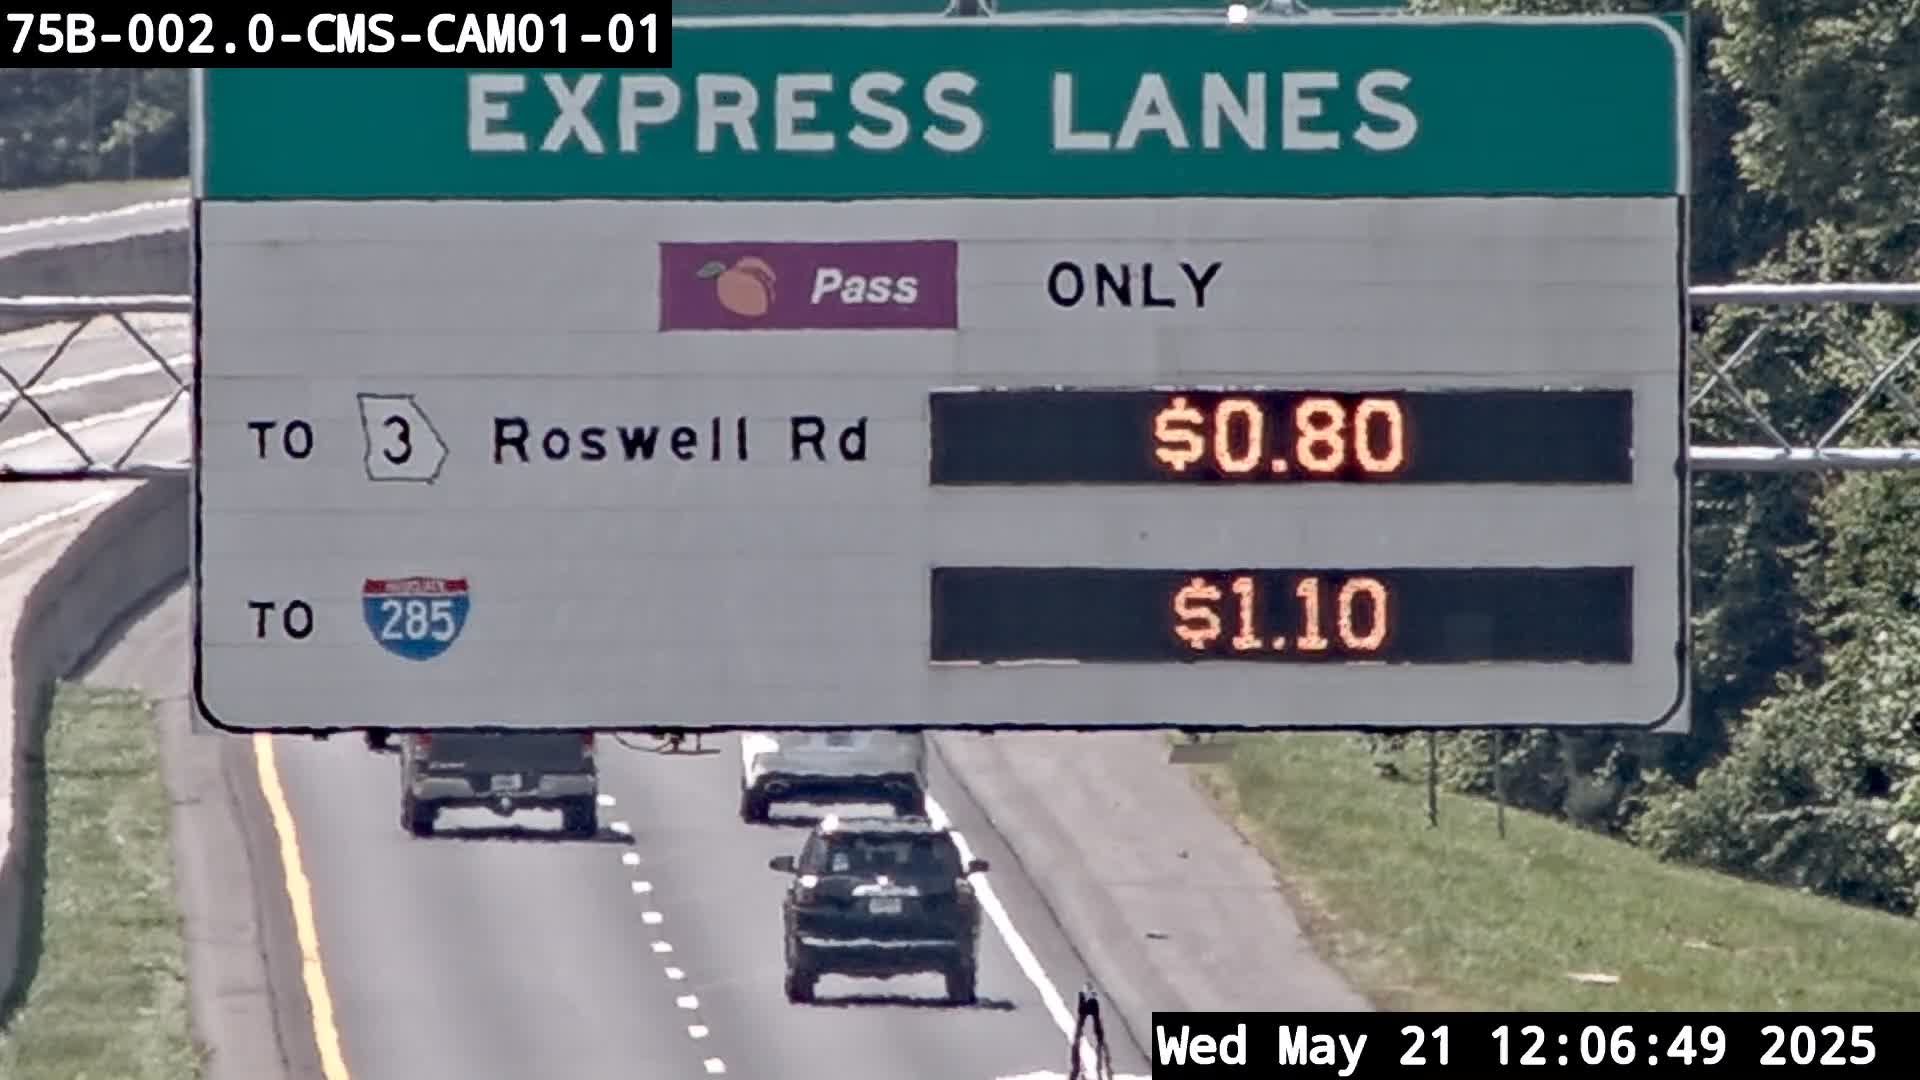 75B-002.0-CMS-CAM01-01
EXPRESS LANES
Pass ONLY
TO 3 Roswell Rd $0.80
TO INTERSTATE 285 $1.10
Wed May 21 12:06:49 2025